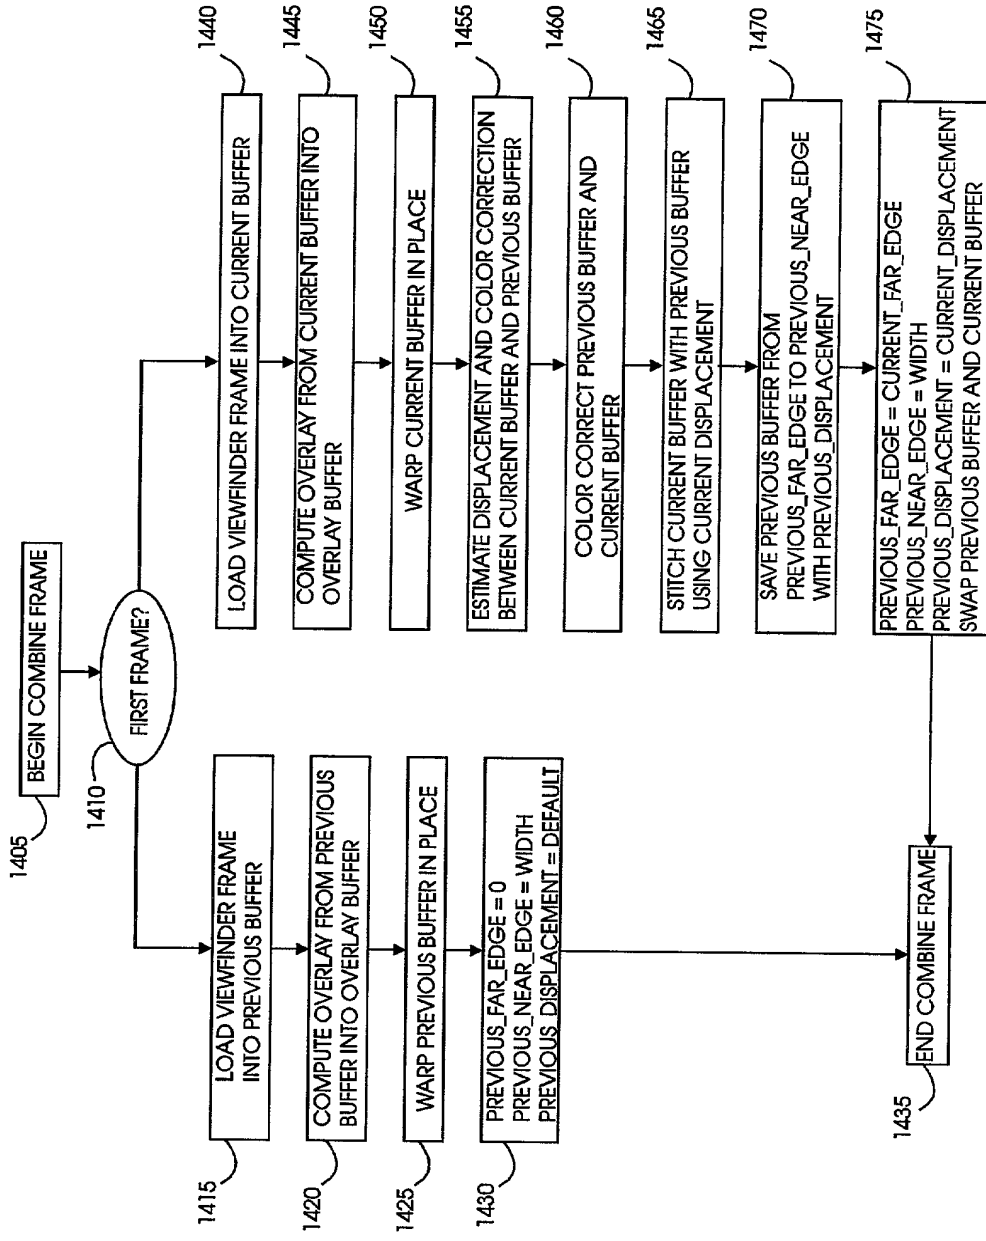 BEGIN COMBINE FRAME
1405
FIRST FRAME?
1410
LOAD VIEWFINDER FRAME
INTO PREVIOUS BUFFER
1415
COMPUTE OVERLAY FROM PREVIOUS
BUFFER INTO OVERLAY BUFFER
1420
WARP PREVIOUS BUFFER IN PLACE
1425
PREVIOUS_FAR_EDGE = 0
PREVIOUS_NEAR_EDGE = WIDTH
PREVIOUS_DISPLACEMENT = DEFAULT
1430
END COMBINE FRAME
1435
LOAD VIEWFINDER FRAME INTO CURRENT BUFFER
1440
COMPUTE OVERLAY FROM CURRENT BUFFER INTO
OVERLAY BUFFER
1445
WARP CURRENT BUFFER IN PLACE
1450
ESTIMATE DISPLACEMENT AND COLOR CORRECTION
BETWEEN CURRENT BUFFER AND PREVIOUS BUFFER
1455
COLOR CORRECT PREVIOUS BUFFER AND
CURRENT BUFFER
1460
STITCH CURRENT BUFFER WITH PREVIOUS BUFFER
USING CURRENT DISPLACEMENT
1465
SAVE PREVIOUS BUFFER FROM
PREVIOUS_FAR_EDGE TO PREVIOUS_NEAR_EDGE
WITH PREVIOUS_DISPLACEMENT
1470
PREVIOUS_FAR_EDGE = CURRENT_FAR_EDGE
PREVIOUS_NEAR_EDGE = WIDTH
PREVIOUS_DISPLACEMENT = CURRENT_DISPLACEMENT
SWAP PREVIOUS BUFFER AND CURRENT BUFFER
1475